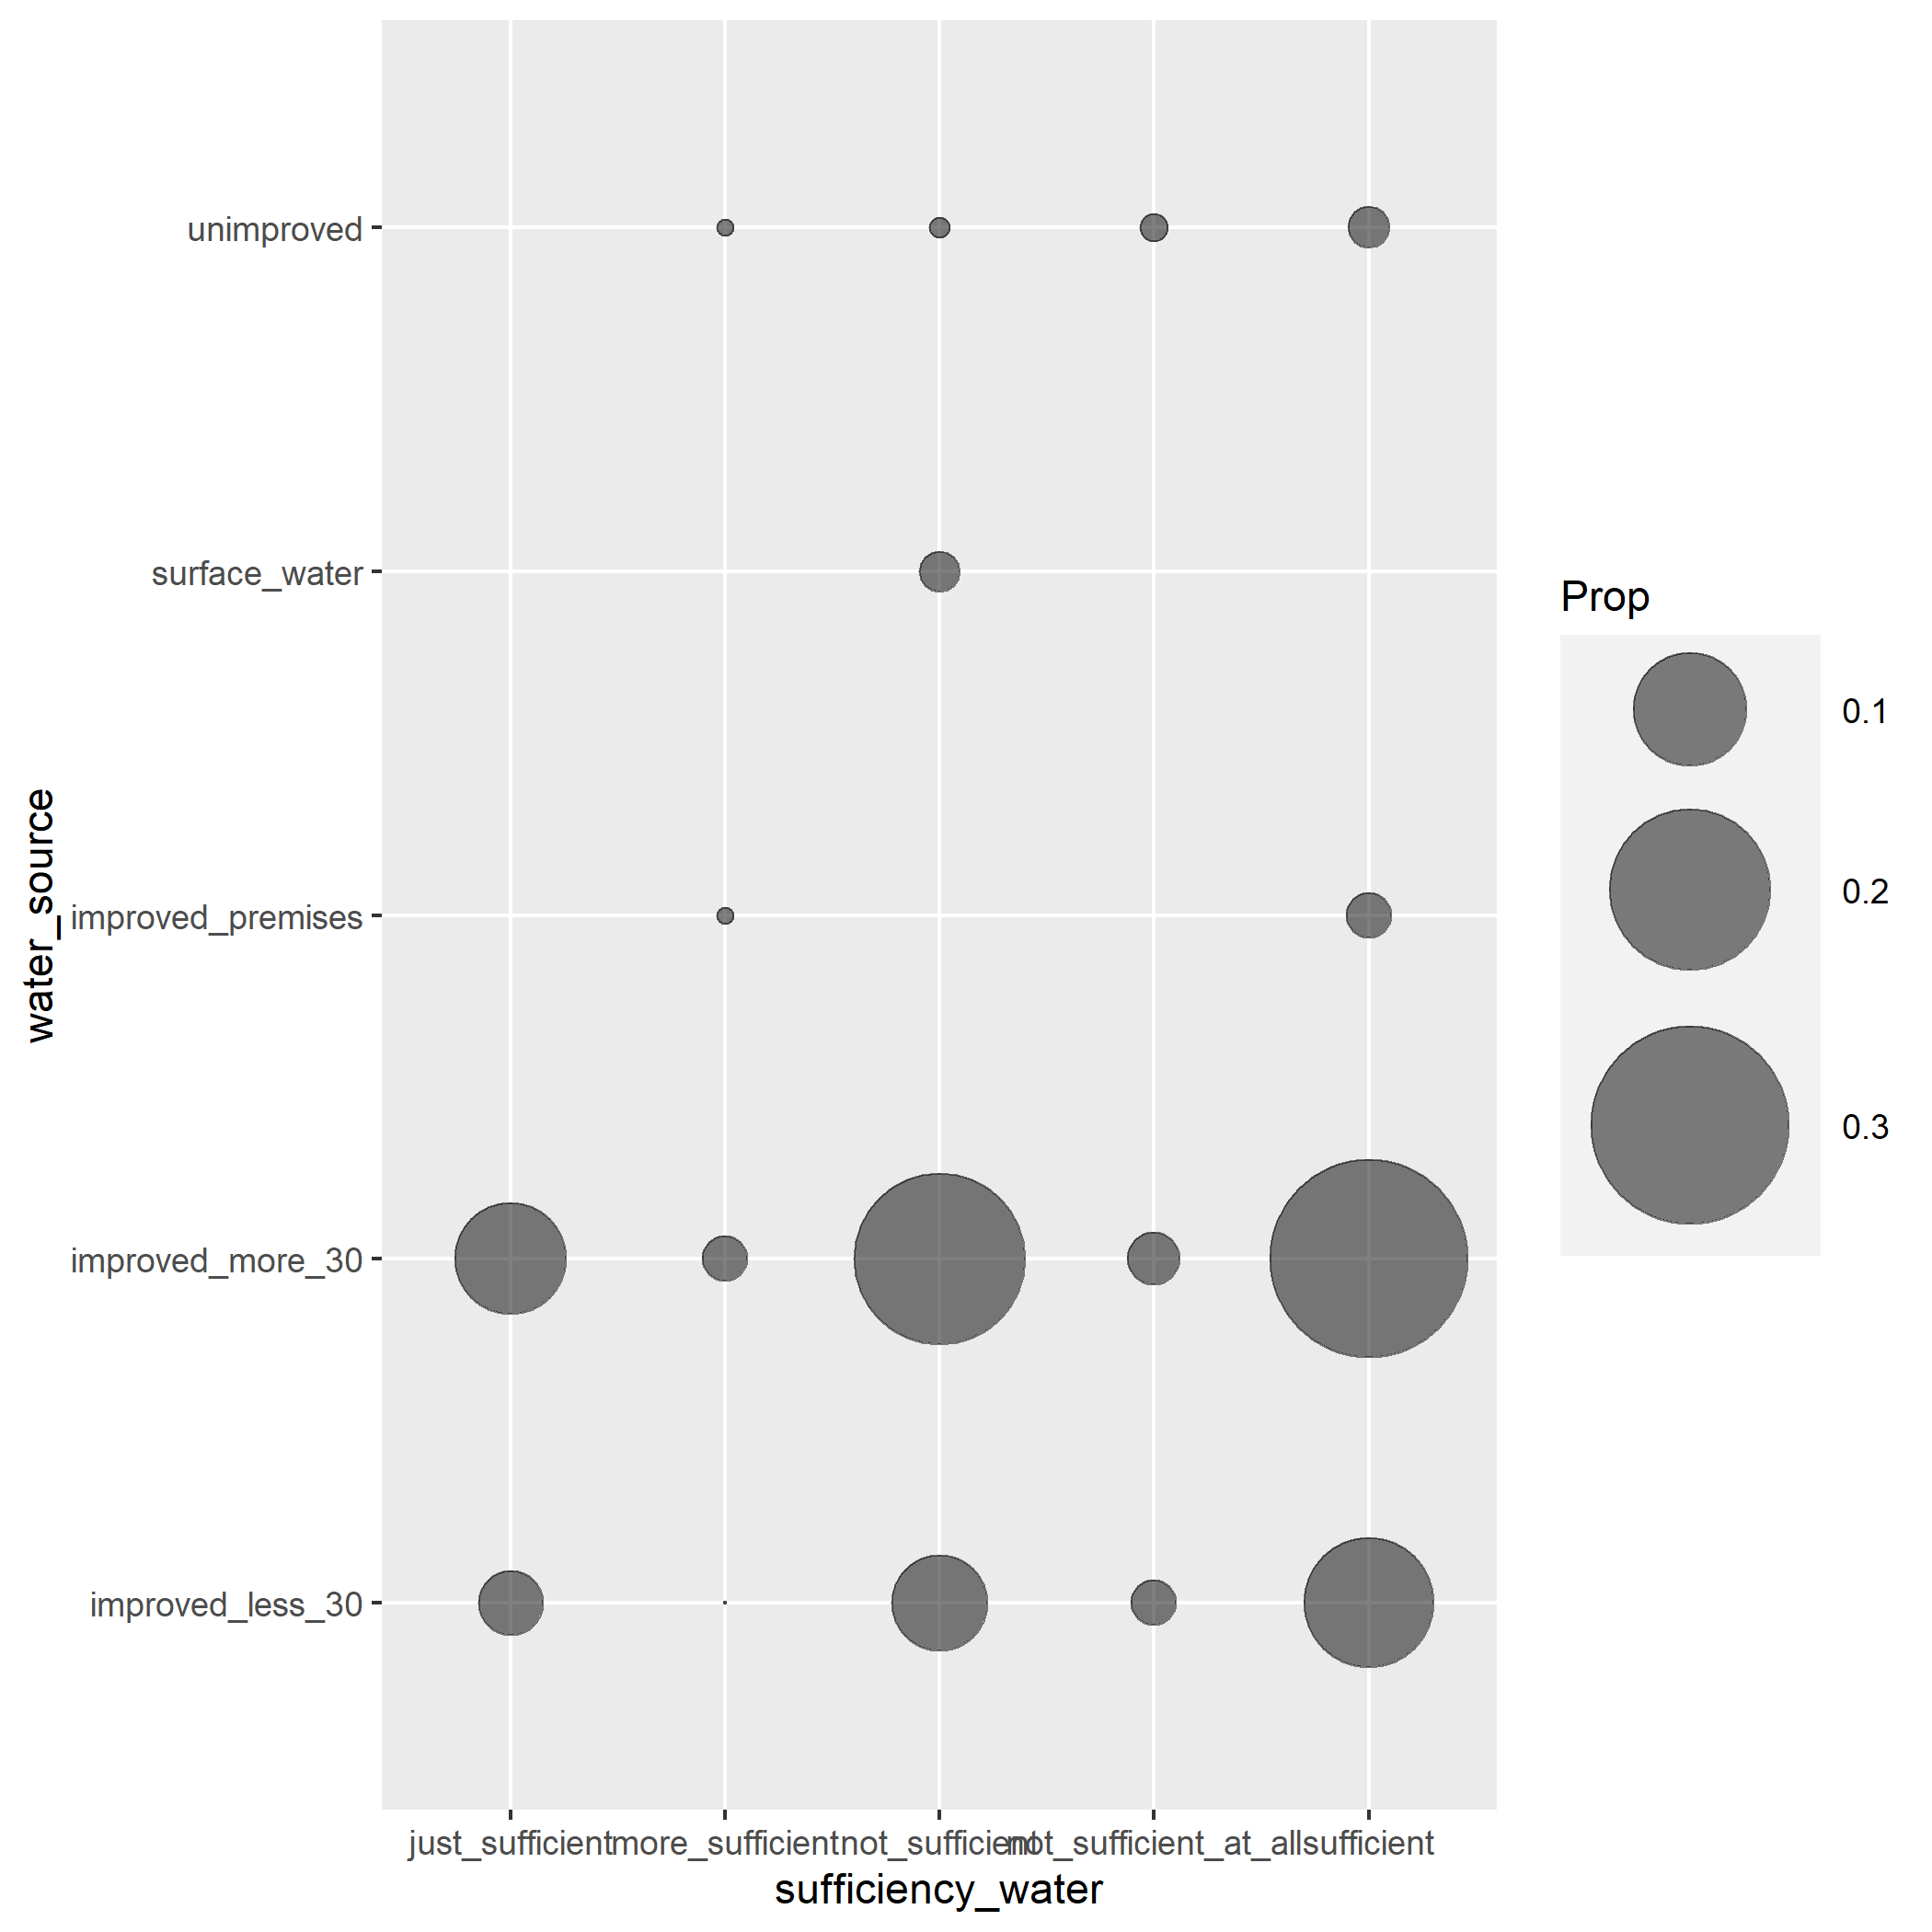 unimproved
surface_water
improved_premises
improved_more_30
improved_less_30
water_source
just_sufficient
more_sufficient
not_sufficient
not_sufficient_at_all
sufficient
sufficiency_water
Prop
0.1
0.2
0.3